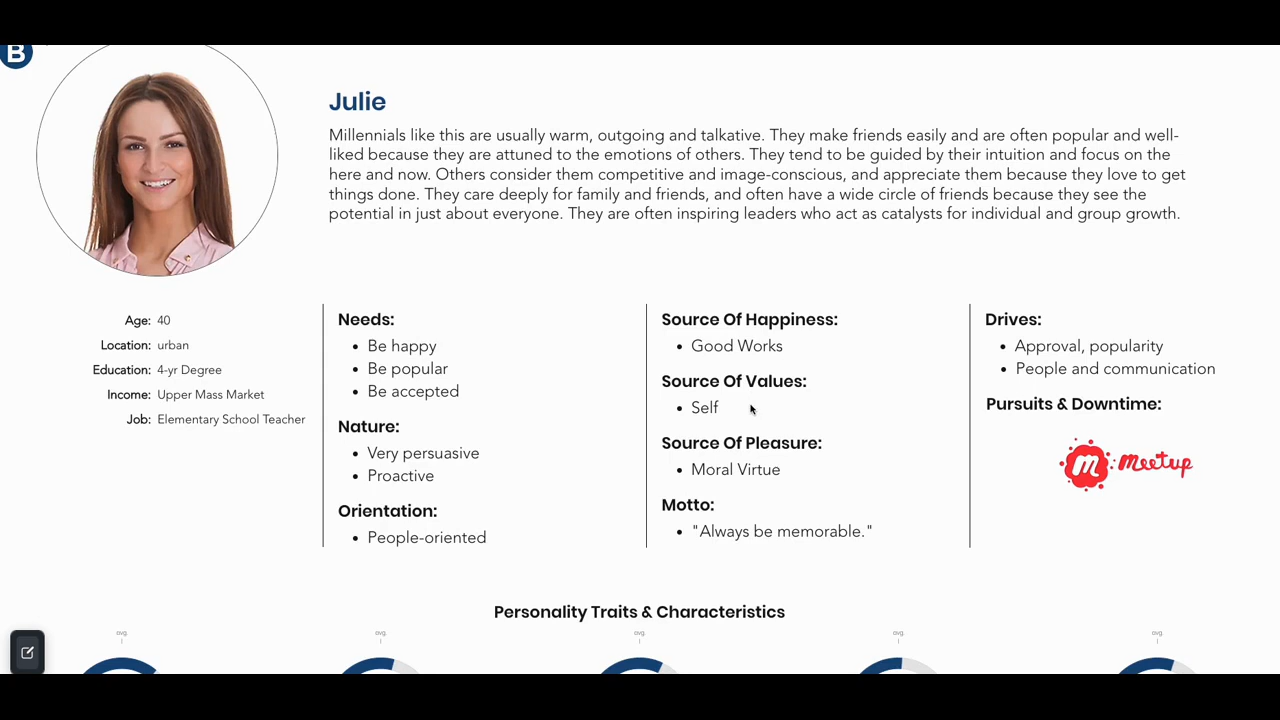 B
Julie
Millennials like this are usually warm, outgoing and talkative. They make friends easily and are often popular and well-
liked because they are attuned to the emotions of others. They tend to be guided by their intuition and focus on the
here and now. Others consider them competitive and image-conscious, and appreciate them because they love to get
things done. They care deeply for family and friends, and often have a wide circle of friends because they see the
potential in just about everyone. They are often inspiring leaders who act as catalysts for individual and group growth.
Age: 40
Location: urban
Education: 4-yr Degree
Income: Upper Mass Market
Job: Elementary School Teacher
Needs:
• Be happy
• Be popular
• Be accepted
Nature:
• Very persuasive
• Proactive
Orientation:
• People-oriented
Source Of Happiness:
• Good Works
Source Of Values:
• Self
Source Of Pleasure:
• Moral Virtue
Motto:
• "Always be memorable."
Drives:
• Approval, popularity
• People and communication
Pursuits & Downtime:
m meetup
Personality Traits & Characteristics
avg.
avg.
avg.
avg.
avg.